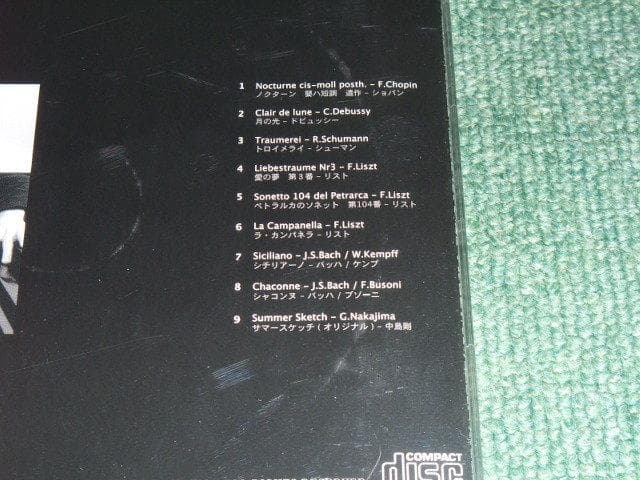 1 Nocturne cis-moll posth. – F.Chopin
ノクターン 嬰ハ短調 遺作 – ショパン
2 Clair de lune – C.Debussy
月の光 – ドビュッシー
3 Traumerei – R.Schumann
トロイメライ – シューマン
4 Liebestraume Nr3 – F.Liszt
愛の夢 第3番 – リスト
5 Sonetto 104 del Petrarca – F.Liszt
ペトラルカのソネット 第104番 – リスト
6 La Campanella – F.Liszt
ラ・カンパネラ – リスト
7 Siciliano – J.S.Bach / W.Kempff
シチリアーノ – バッハ / ケンプ
8 Chaconne – J.S.Bach / F.Busoni
シャコンヌ – バッハ / ブゾーニ
9 Summer Sketch – G.Nakajima
サマースケッチ ( オリジナル ) – 中島剛
COMPACT
disc